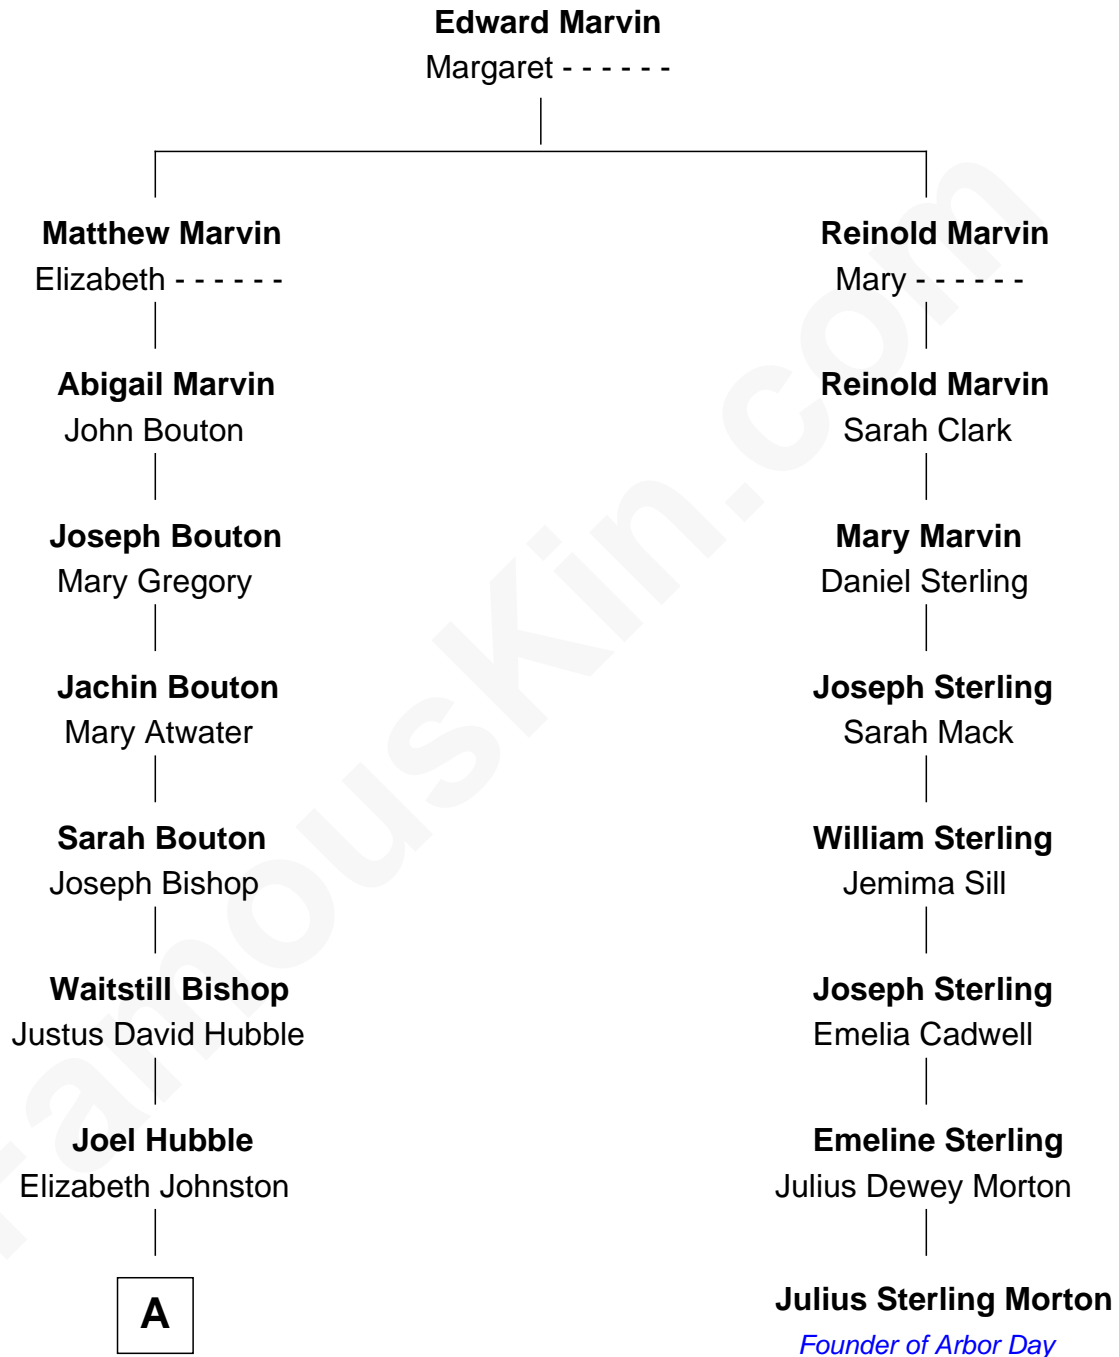 Edward Marvin
Margaret - - - - - -
Matthew Marvin
Elizabeth - - - - - -
Reinold Marvin
Mary - - - - - -
Abigail Marvin
John Bouton
Reinold Marvin
Sarah Clark
Joseph Bouton
Mary Gregory
Mary Marvin
Daniel Sterling
Jachin Bouton
Mary Atwater
Joseph Sterling
Sarah Mack
Sarah Bouton
Joseph Bishop
William Sterling
Jemima Sill
Waitstill Bishop
Justus David Hubble
Joseph Sterling
Emelia Cadwell
Joel Hubble
Elizabeth Johnston
Emeline Sterling
Julius Dewey Morton
A
Julius Sterling Morton
Founder of Arbor Day
FamousKin.com